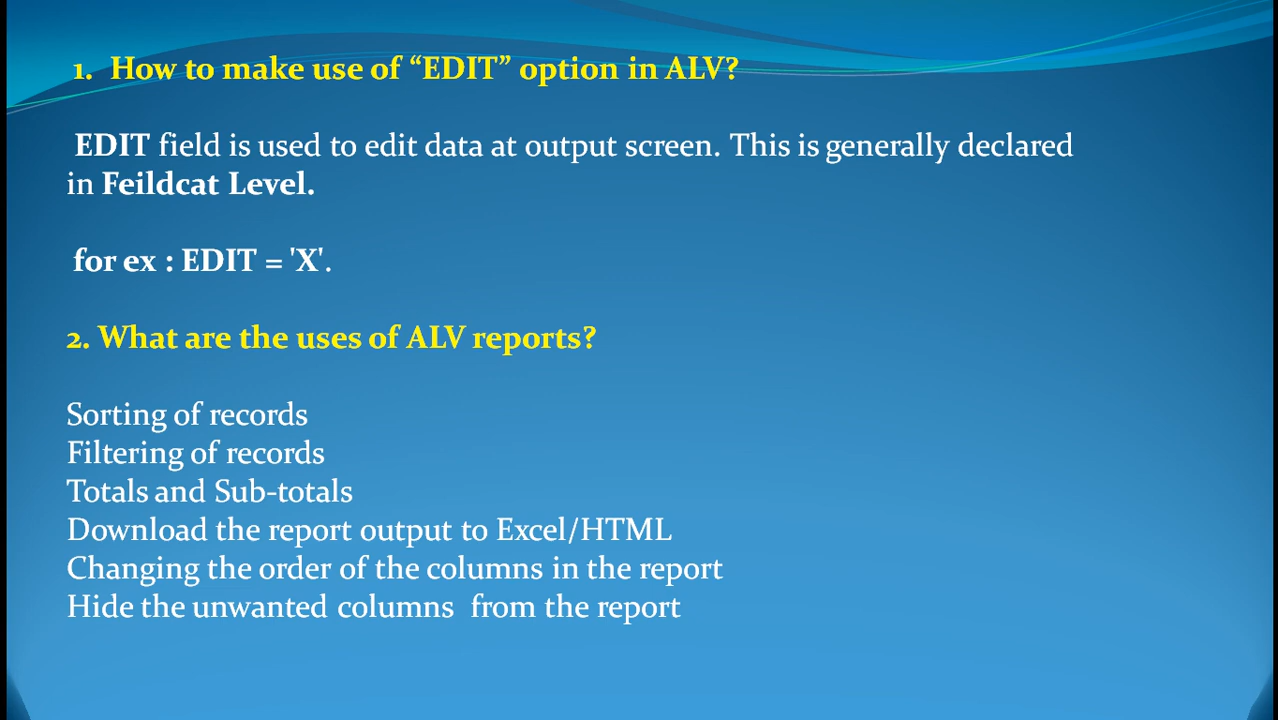 1. How to make use of “EDIT” option in ALV?
EDIT field is used to edit data at output screen. This is generally declared
in Feildcat Level.
for ex : EDIT = 'X'.
2. What are the uses of ALV reports?
Sorting of records
Filtering of records
Totals and Sub-totals
Download the report output to Excel/HTML
Changing the order of the columns in the report
Hide the unwanted columns from the report